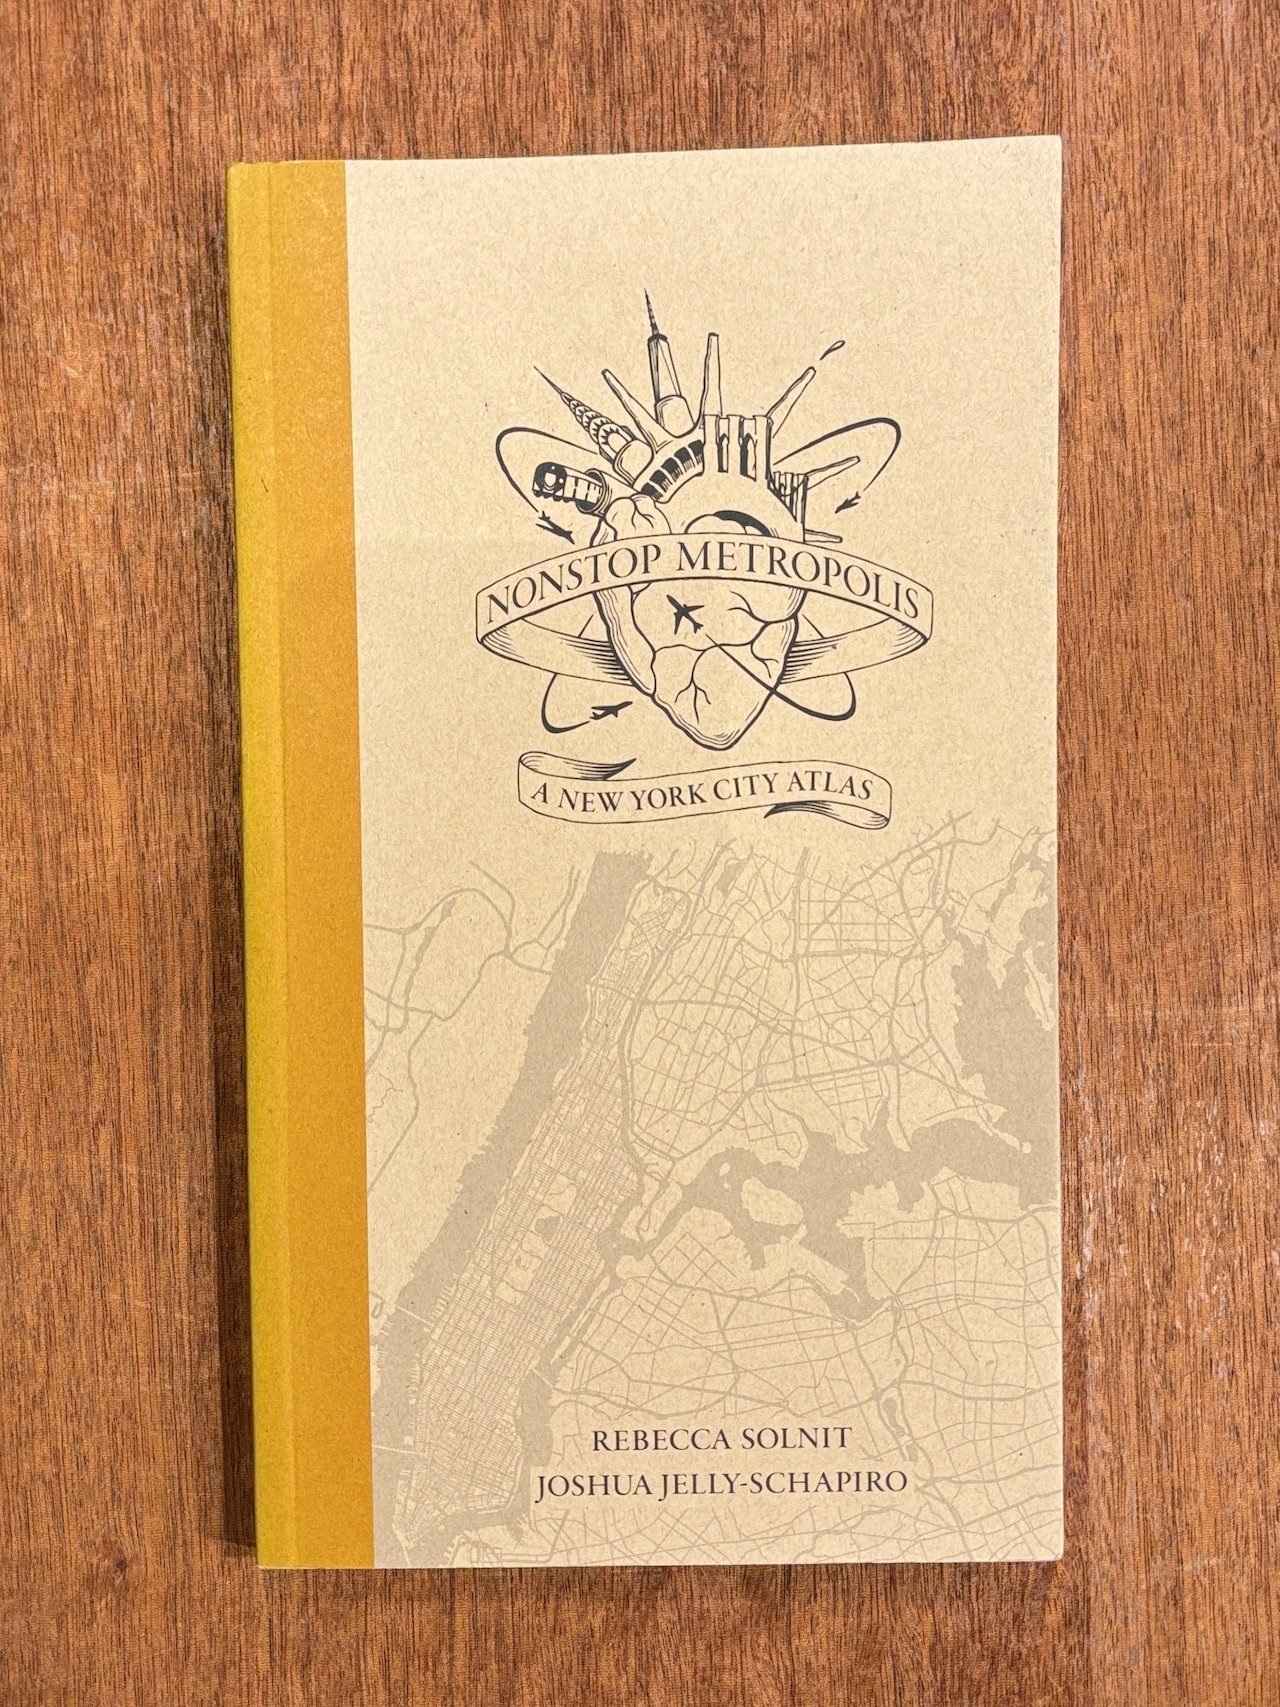 NONSTOP METROPOLIS
A NEW YORK CITY ATLAS
REBECCA SOLNIT
JOSHUA JELLY-SCHAPIRO